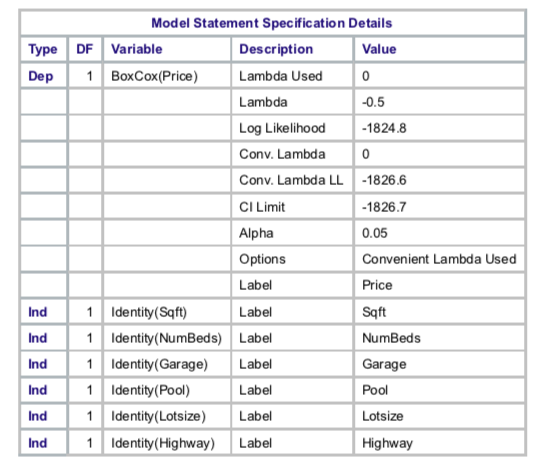 Model Statement Specification Details
Type DF Variable Description Value
Dep 1 BoxCox(Price) Lambda Used 0
Lambda -0.5
Log Likelihood -1824.8
Conv. Lambda 0
Conv. Lambda LL -1826.6
CI Limit -1826.7
Alpha 0.05
Options Convenient Lambda Used
Label Price
Ind 1 Identity(Sqft) Label Sqft
Ind 1 Identity(NumBeds) Label NumBeds
Ind 1 Identity(Garage) Label Garage
Ind 1 Identity(Pool) Label Pool
Ind 1 Identity(Lotsize) Label Lotsize
Ind 1 Identity(Highway) Label Highway